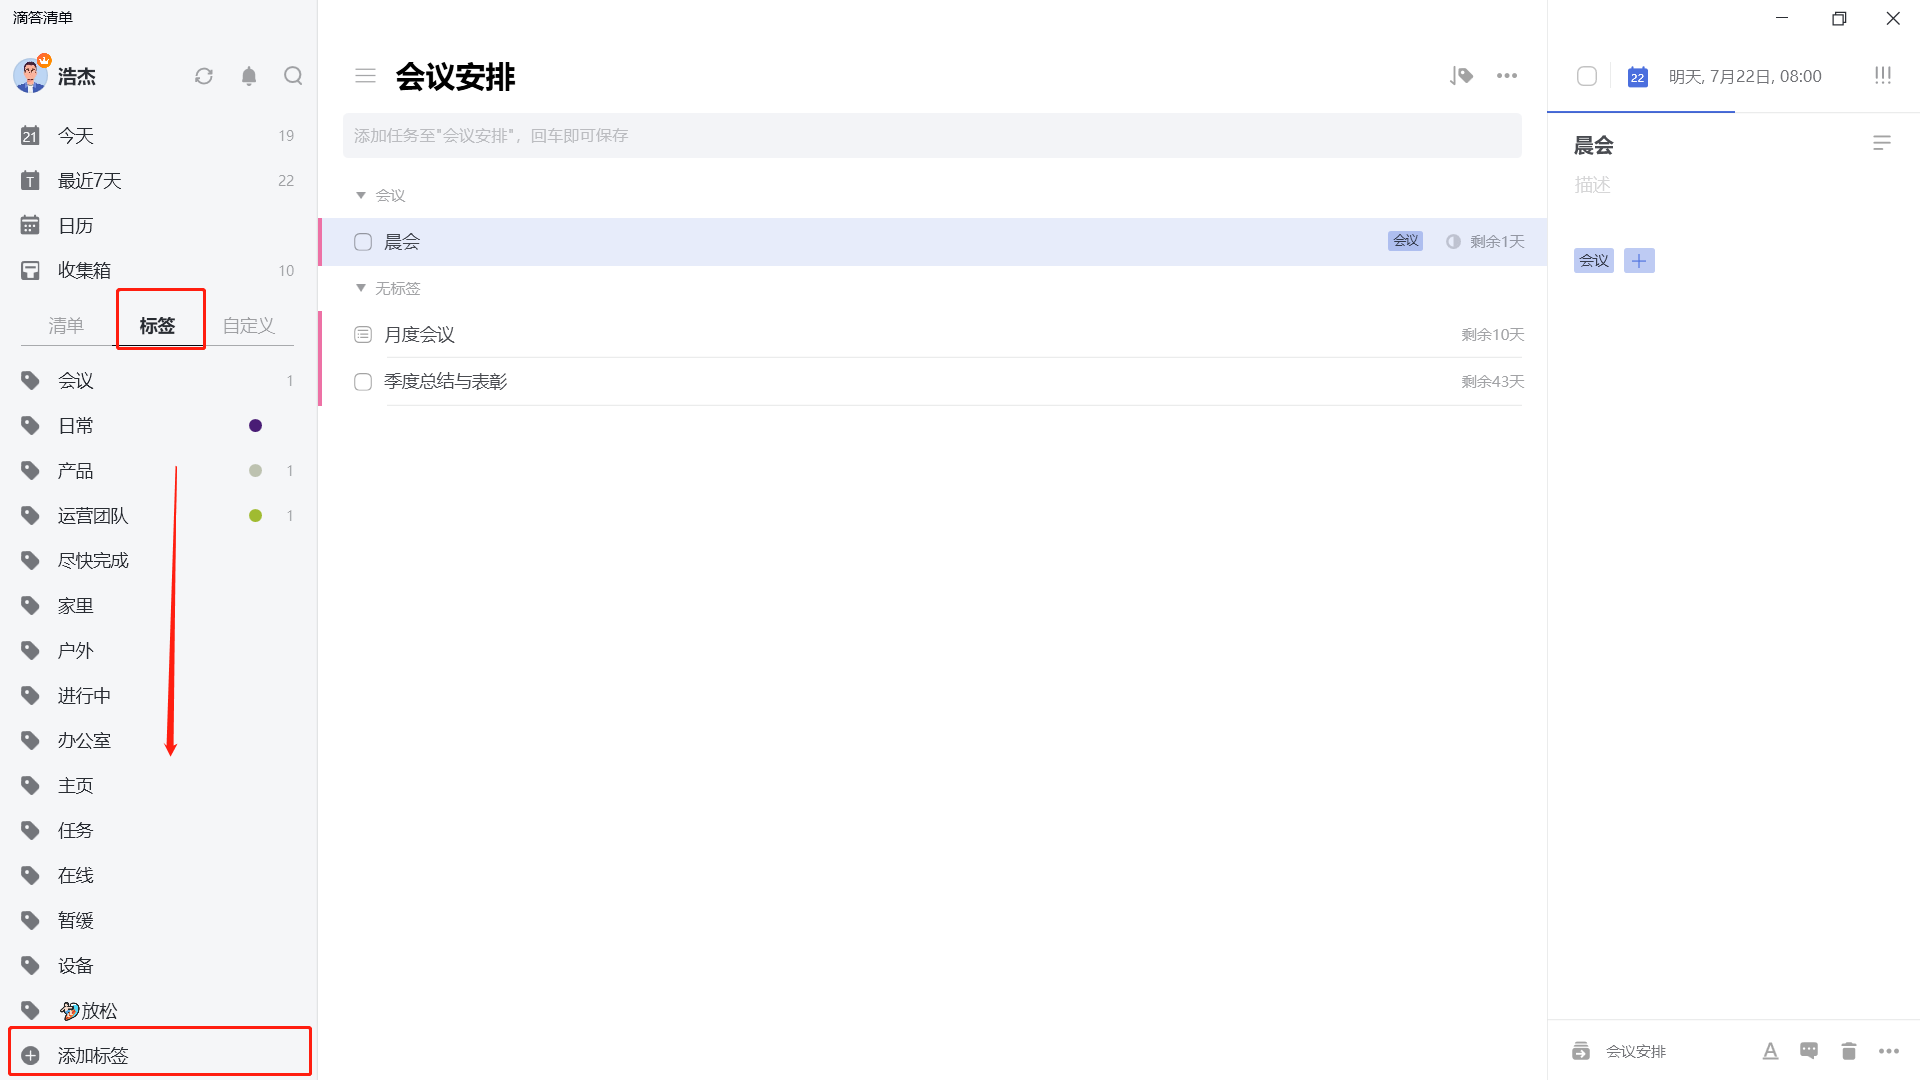 滴答清单
浩杰
21 今天 19
T 最近7天 22
日历
收集箱 10
清单 标签 自定义
会议 1
日常
产品 1
运营团队 1
尽快完成
家里
户外
进行中
办公室
主页
任务
在线
暂缓
设备
放松
添加标签
会议安排
添加任务至"会议安排"，回车即可保存
会议
晨会 会议 剩余1天
无标签
月度会议 剩余10天
季度总结与表彰 剩余43天
22 明天, 7月22日, 08:00
晨会
描述
会议
会议安排 A